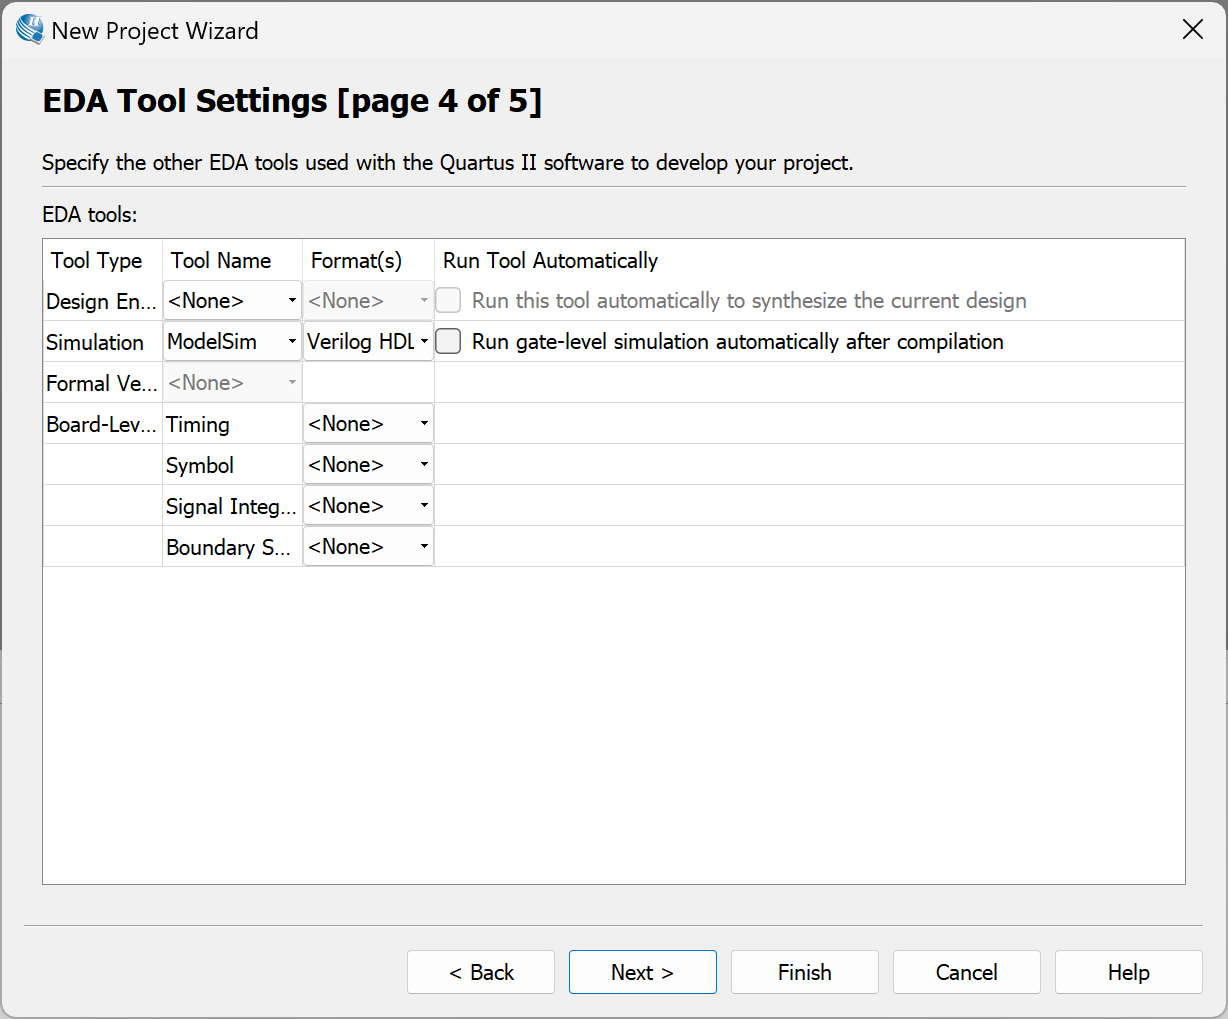 New Project Wizard
EDA Tool Settings [page 4 of 5]
Specify the other EDA tools used with the Quartus II software to develop your project.
EDA tools:
Tool Type Tool Name Format(s) Run Tool Automatically
Design En... <None> <None> Run this tool automatically to synthesize the current design
Simulation ModelSim Verilog HDL Run gate-level simulation automatically after compilation
Formal Ve... <None>
Board-Lev... Timing <None>
Symbol <None>
Signal Integ... <None>
Boundary S... <None>
< Back Next > Finish Cancel Help